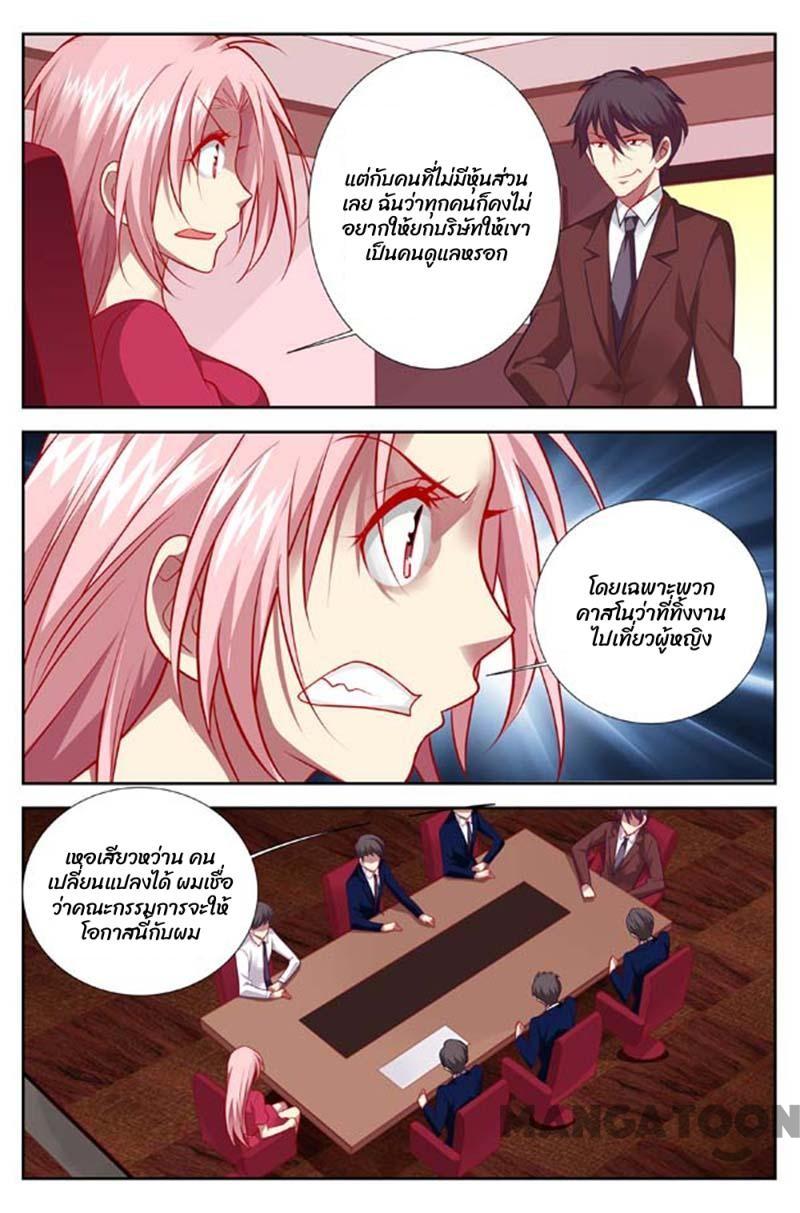 แต่กับคนที่ไม่มีหุ้นส่วน
เลย ฉันว่าทุกคนก็คงไม่
อยากให้ยกบริษัทให้เขา
เป็นคนดูแลหรอก
โดยเฉพาะพวก
คาสโนว่าที่ทิ้งงาน
ไปเที่ยวผู้หญิง
เหอเสียวหว่าน คน
เปลี่ยนแปลงได้ ผมเชื่อ
ว่าคณะกรรมการจะให้
โอกาสนี้กับผม
MANGATOON